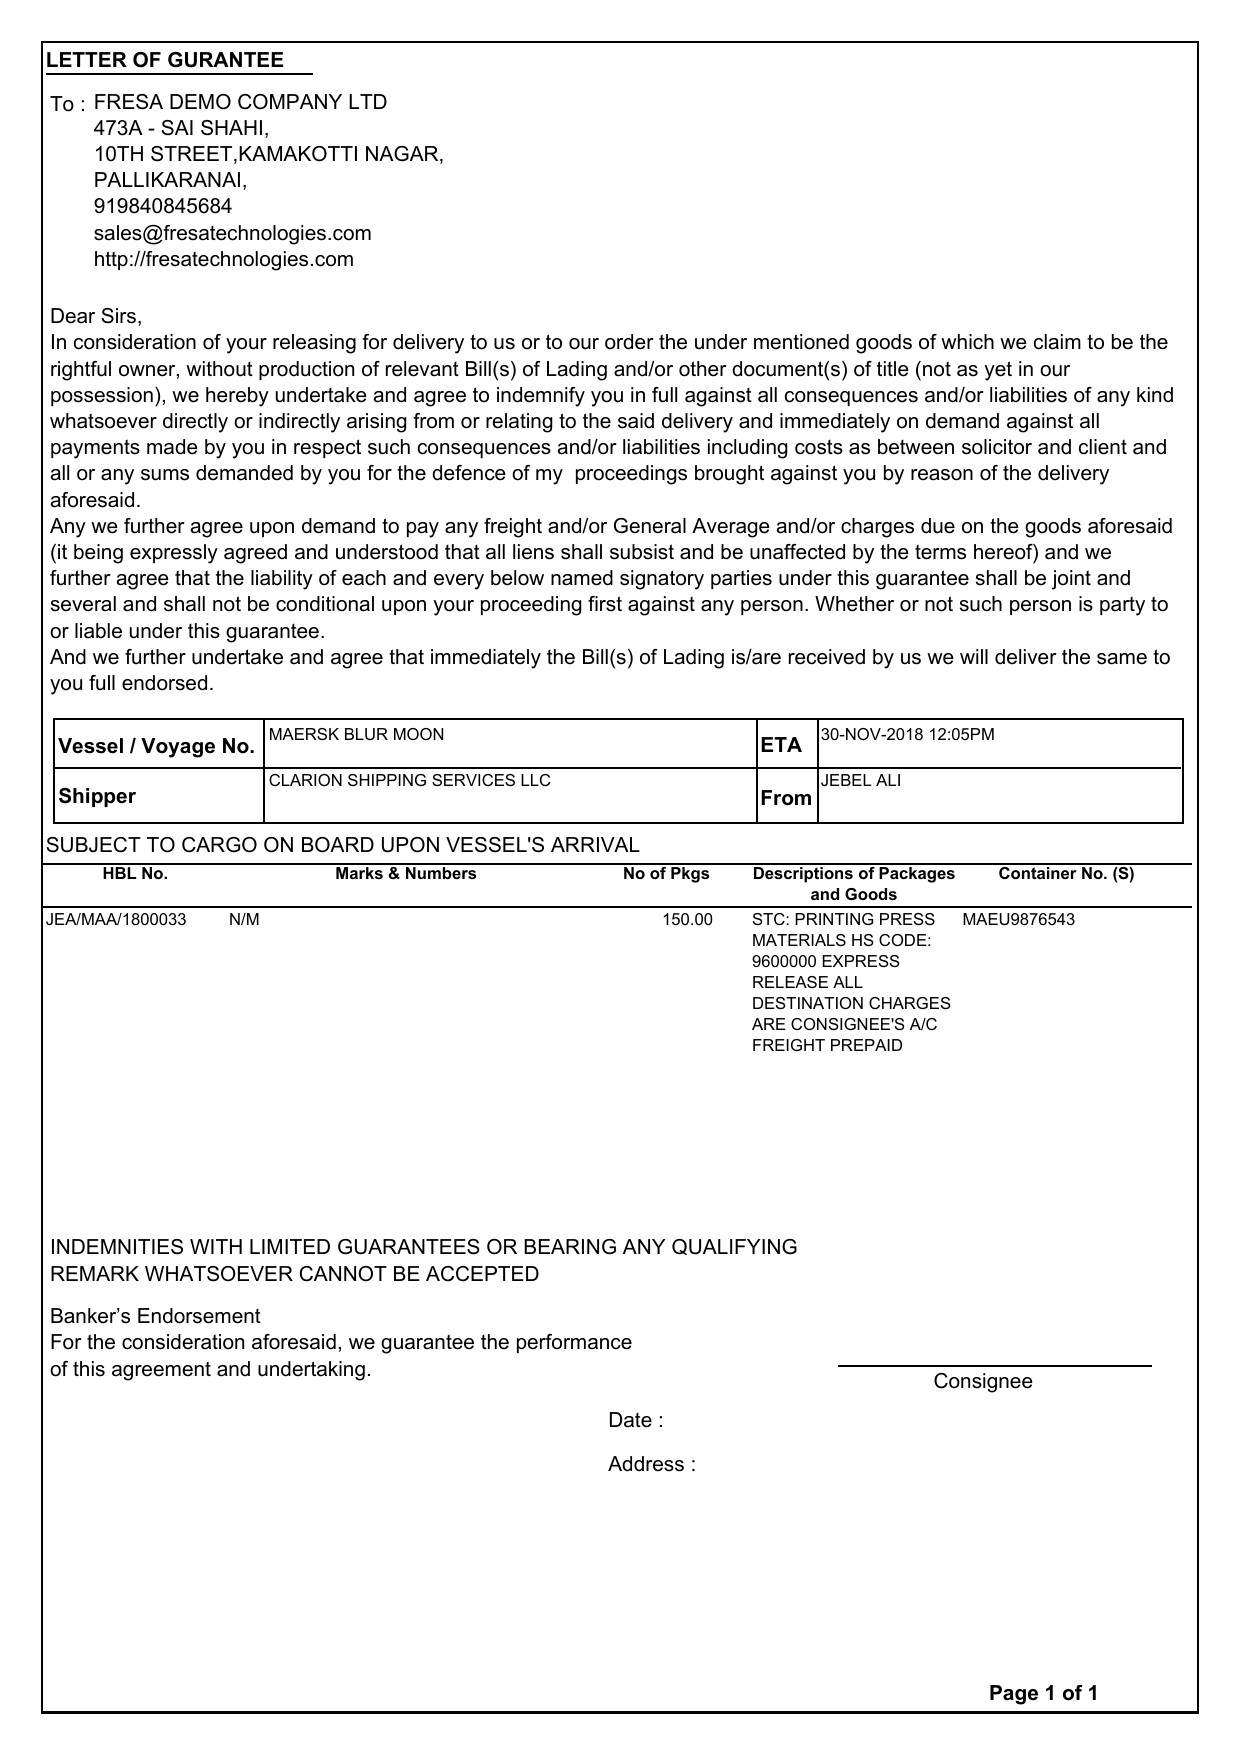 LETTER OF GURANTEE
To : FRESA DEMO COMPANY LTD
473A - SAI SHAHI,
10TH STREET,KAMAKOTTI NAGAR,
PALLIKARANAI,
919840845684
sales@fresatechnologies.com
http://fresatechnologies.com
Dear Sirs,
In consideration of your releasing for delivery to us or to our order the under mentioned goods of which we claim to be the
rightful owner, without production of relevant Bill(s) of Lading and/or other document(s) of title (not as yet in our
possession), we hereby undertake and agree to indemnify you in full against all consequences and/or liabilities of any kind
whatsoever directly or indirectly arising from or relating to the said delivery and immediately on demand against all
payments made by you in respect such consequences and/or liabilities including costs as between solicitor and client and
all or any sums demanded by you for the defence of my  proceedings brought against you by reason of the delivery
aforesaid.
Any we further agree upon demand to pay any freight and/or General Average and/or charges due on the goods aforesaid
(it being expressly agreed and understood that all liens shall subsist and be unaffected by the terms hereof) and we
further agree that the liability of each and every below named signatory parties under this guarantee shall be joint and
several and shall not be conditional upon your proceeding first against any person. Whether or not such person is party to
or liable under this guarantee.
And we further undertake and agree that immediately the Bill(s) of Lading is/are received by us we will deliver the same to
you full endorsed.
Vessel / Voyage No. MAERSK BLUR MOON ETA 30-NOV-2018 12:05PM
Shipper CLARION SHIPPING SERVICES LLC From JEBEL ALI
SUBJECT TO CARGO ON BOARD UPON VESSEL'S ARRIVAL
HBL No. Marks & Numbers No of Pkgs Descriptions of Packages Container No. (S)
and Goods
JEA/MAA/1800033 N/M 150.00 STC: PRINTING PRESS MAEU9876543
MATERIALS HS CODE:
9600000 EXPRESS
RELEASE ALL
DESTINATION CHARGES
ARE CONSIGNEE'S A/C
FREIGHT PREPAID
INDEMNITIES WITH LIMITED GUARANTEES OR BEARING ANY QUALIFYING
REMARK WHATSOEVER CANNOT BE ACCEPTED
Banker’s Endorsement
For the consideration aforesaid, we guarantee the performance
of this agreement and undertaking.
Consignee
Date :
Address :
Page 1 of 1